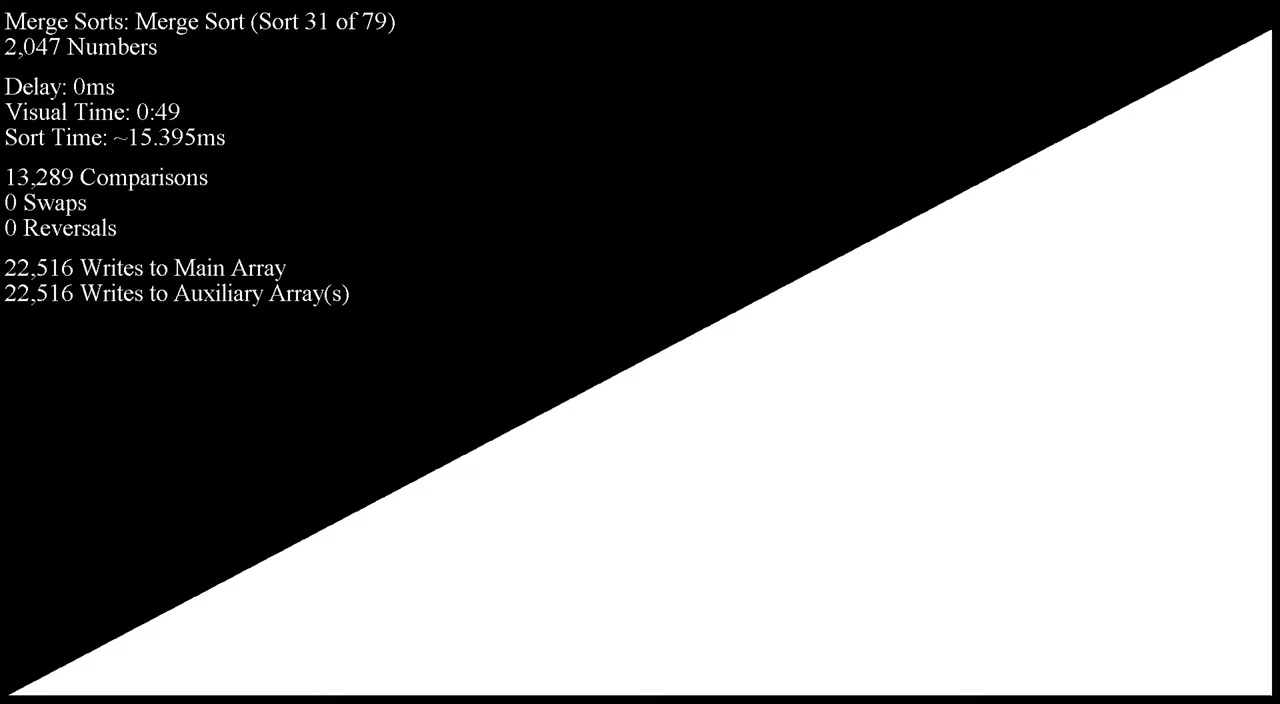 Merge Sorts: Merge Sort (Sort 31 of 79)
2,047 Numbers
Delay: 0ms
Visual Time: 0:49
Sort Time: ~15.395ms
13,289 Comparisons
0 Swaps
0 Reversals
22,516 Writes to Main Array
22,516 Writes to Auxiliary Array(s)